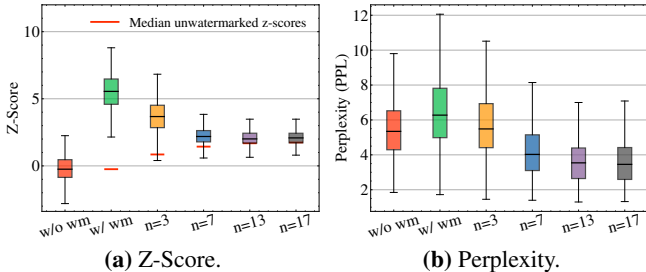 Median unwatermarked z-scores
Z-Score
10
5
0
w/o wm
w/ wm
n=3
n=7
n=13
n=17
(a) Z-Score.
Perplexity (PPL)
12
10
8
6
4
2
w/o wm
w/ wm
n=3
n=7
n=13
n=17
(b) Perplexity.